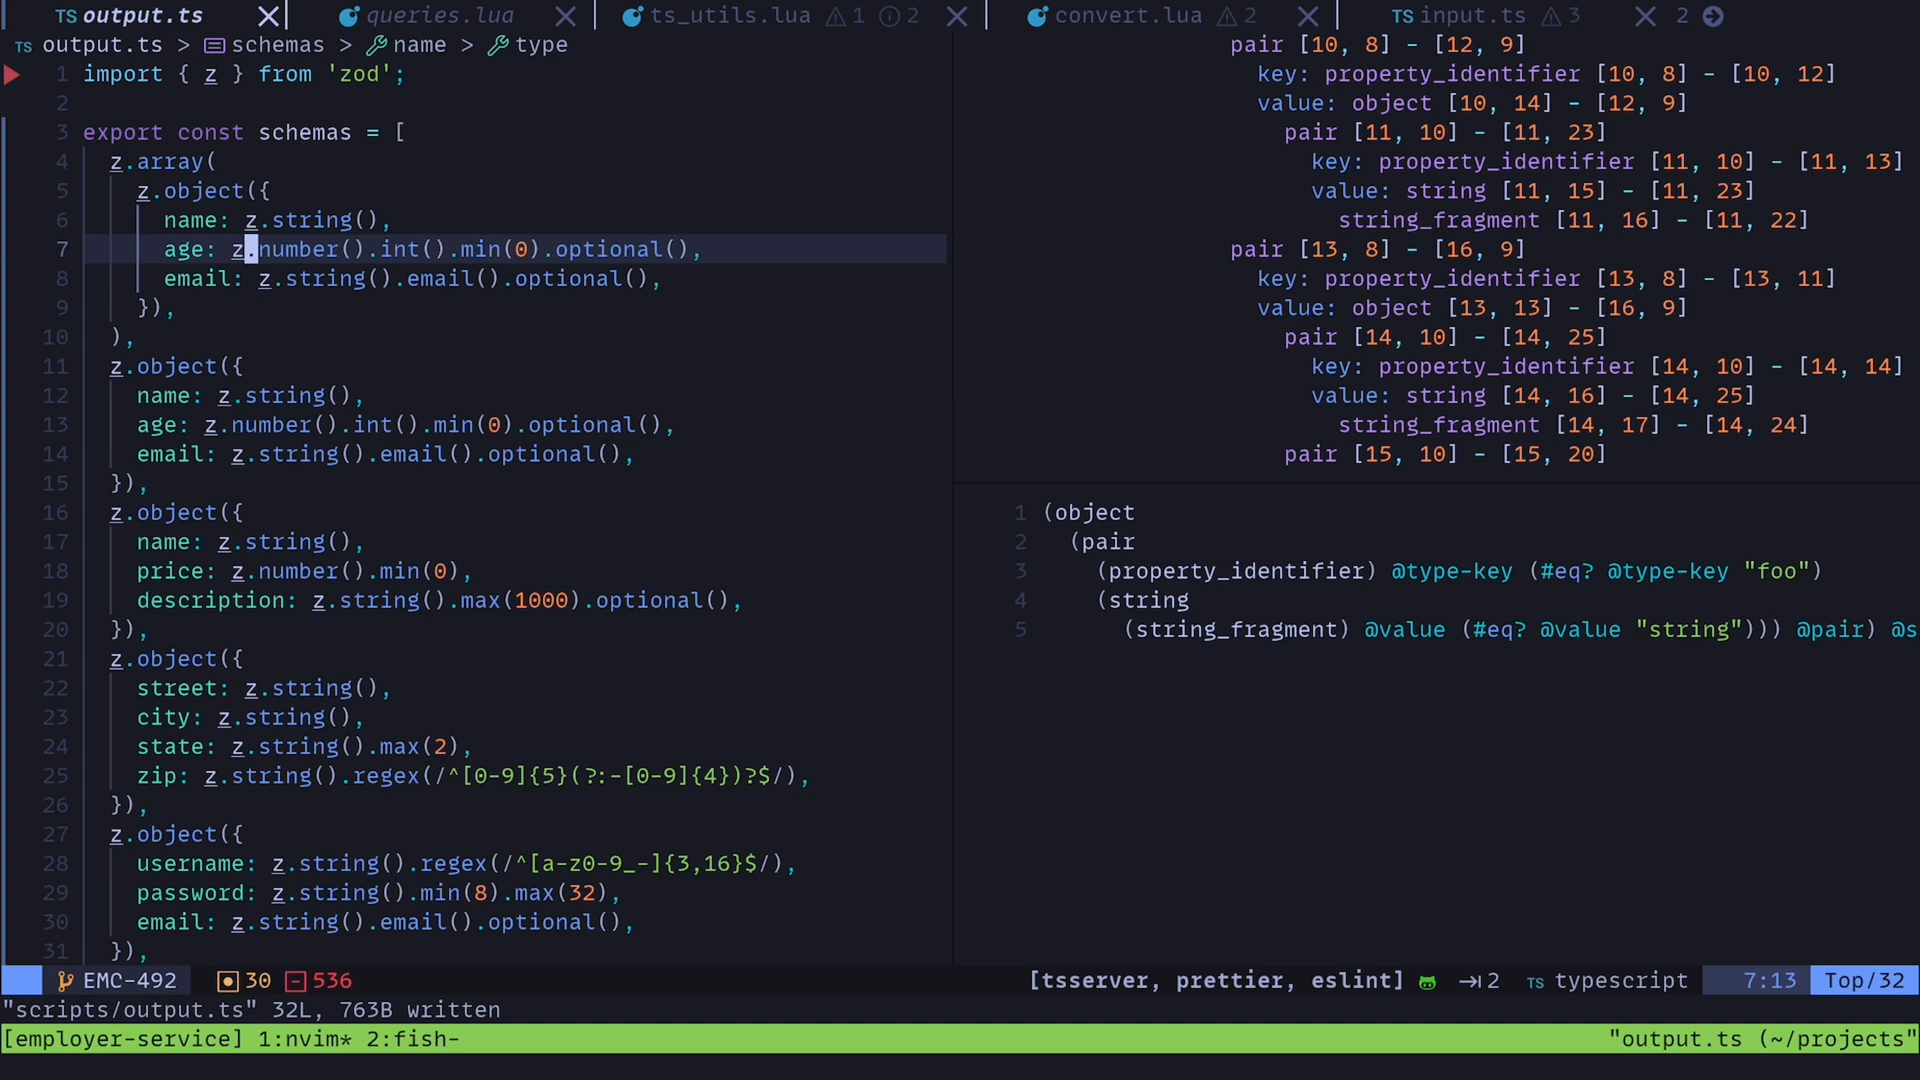 TS output.ts queries.lua ts_utils.lua 1 2 convert.lua 2 TS input.ts 3 2
TS output.ts > schemas > name > type
1 import { z } from 'zod';
2
3 export const schemas = [
4 z.array(
5 z.object({
6 name: z.string(),
7 age: z.number().int().min(0).optional(),
8 email: z.string().email().optional(),
9 }),
10 ),
11 z.object({
12 name: z.string(),
13 age: z.number().int().min(0).optional(),
14 email: z.string().email().optional(),
15 }),
16 z.object({
17 name: z.string(),
18 price: z.number().min(0),
19 description: z.string().max(1000).optional(),
20 }),
21 z.object({
22 street: z.string(),
23 city: z.string(),
24 state: z.string().max(2),
25 zip: z.string().regex(/^[0-9]{5}(?:-[0-9]{4})?$/),
26 }),
27 z.object({
28 username: z.string().regex(/^[a-z0-9_-]{3,16}$/),
29 password: z.string().min(8).max(32),
30 email: z.string().email().optional(),
31 }),
pair [10, 8] - [12, 9]
key: property_identifier [10, 8] - [10, 12]
value: object [10, 14] - [12, 9]
pair [11, 10] - [11, 23]
key: property_identifier [11, 10] - [11, 13]
value: string [11, 15] - [11, 23]
string_fragment [11, 16] - [11, 22]
pair [13, 8] - [16, 9]
key: property_identifier [13, 8] - [13, 11]
value: object [13, 13] - [16, 9]
pair [14, 10] - [14, 25]
key: property_identifier [14, 10] - [14, 14]
value: string [14, 16] - [14, 25]
string_fragment [14, 17] - [14, 24]
pair [15, 10] - [15, 20]
1 (object
2 (pair
3 (property_identifier) @type-key (#eq? @type-key "foo")
4 (string
5 (string_fragment) @value (#eq? @value "string"))) @pair) @s
EMC-492 30 536 [tsserver, prettier, eslint] 2 TS typescript 7:13 Top/32
"scripts/output.ts" 32L, 763B written
[employer-service] 1:nvim* 2:fish- "output.ts (~/projects"